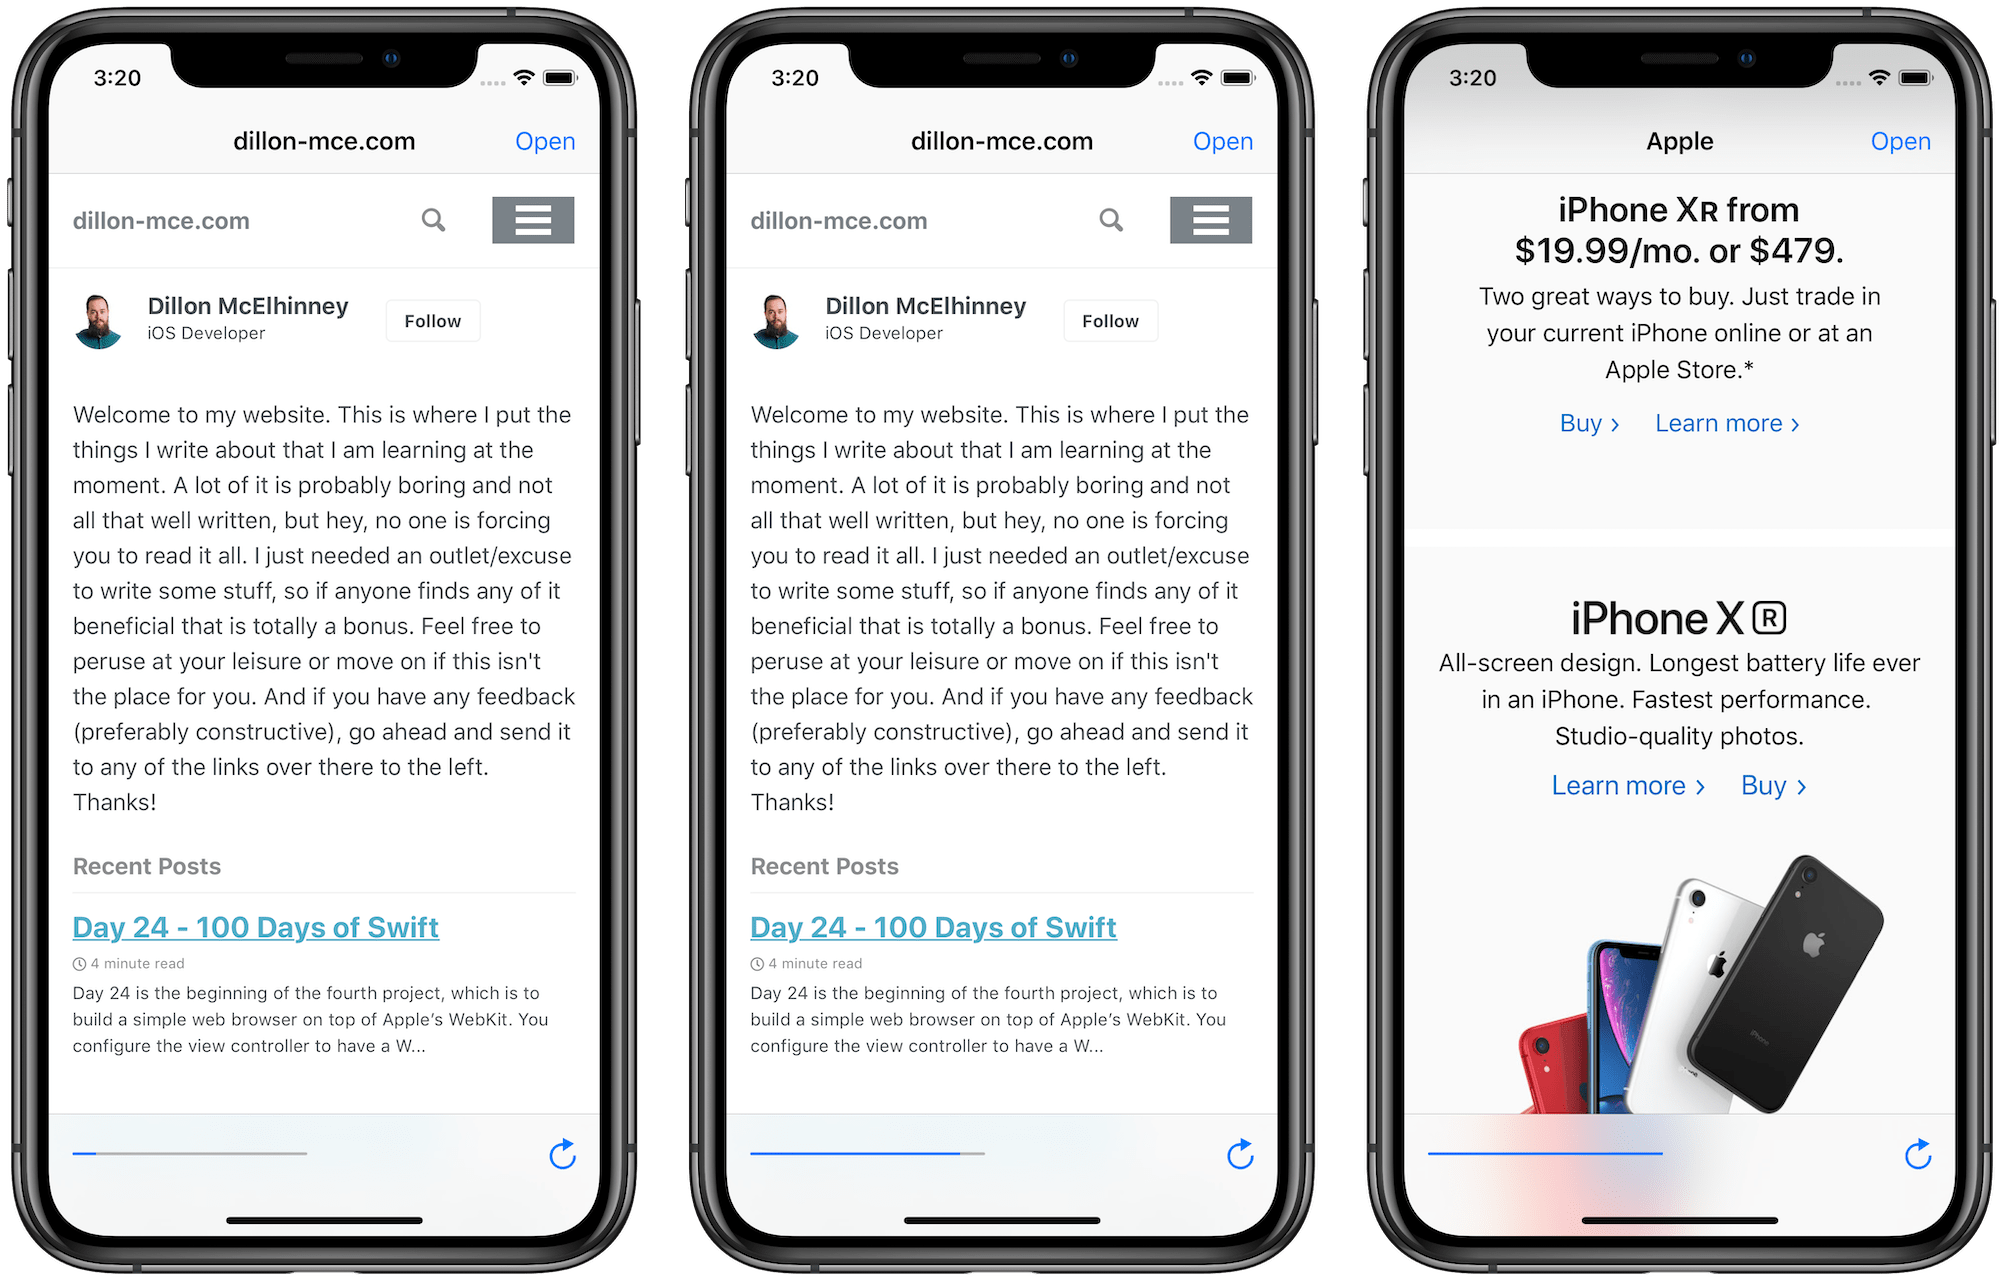 3:20
dillon-mce.com
Open
dillon-mce.com
Dillon McElhinney
iOS Developer
Follow
Welcome to my website. This is where I put the
things I write about that I am learning at the
moment. A lot of it is probably boring and not
all that well written, but hey, no one is forcing
you to read it all. I just needed an outlet/excuse
to write some stuff, so if anyone finds any of it
beneficial that is totally a bonus. Feel free to
peruse at your leisure or move on if this isn't
the place for you. And if you have any feedback
(preferably constructive), go ahead and send it
to any of the links over there to the left.
Thanks!
Recent Posts
Day 24 - 100 Days of Swift
4 minute read
Day 24 is the beginning of the fourth project, which is to
build a simple web browser on top of Apple’s WebKit. You
configure the view controller to have a W...
3:20
dillon-mce.com
Open
dillon-mce.com
Dillon McElhinney
iOS Developer
Follow
Welcome to my website. This is where I put the
things I write about that I am learning at the
moment. A lot of it is probably boring and not
all that well written, but hey, no one is forcing
you to read it all. I just needed an outlet/excuse
to write some stuff, so if anyone finds any of it
beneficial that is totally a bonus. Feel free to
peruse at your leisure or move on if this isn't
the place for you. And if you have any feedback
(preferably constructive), go ahead and send it
to any of the links over there to the left.
Thanks!
Recent Posts
Day 24 - 100 Days of Swift
4 minute read
Day 24 is the beginning of the fourth project, which is to
build a simple web browser on top of Apple’s WebKit. You
configure the view controller to have a W...
3:20
Apple
Open
iPhone XR from
$19.99/mo. or $479.
Two great ways to buy. Just trade in
your current iPhone online or at an
Apple Store.*
Buy › Learn more ›
iPhone XR
All-screen design. Longest battery life ever
in an iPhone. Fastest performance.
Studio-quality photos.
Learn more › Buy ›
iPhone